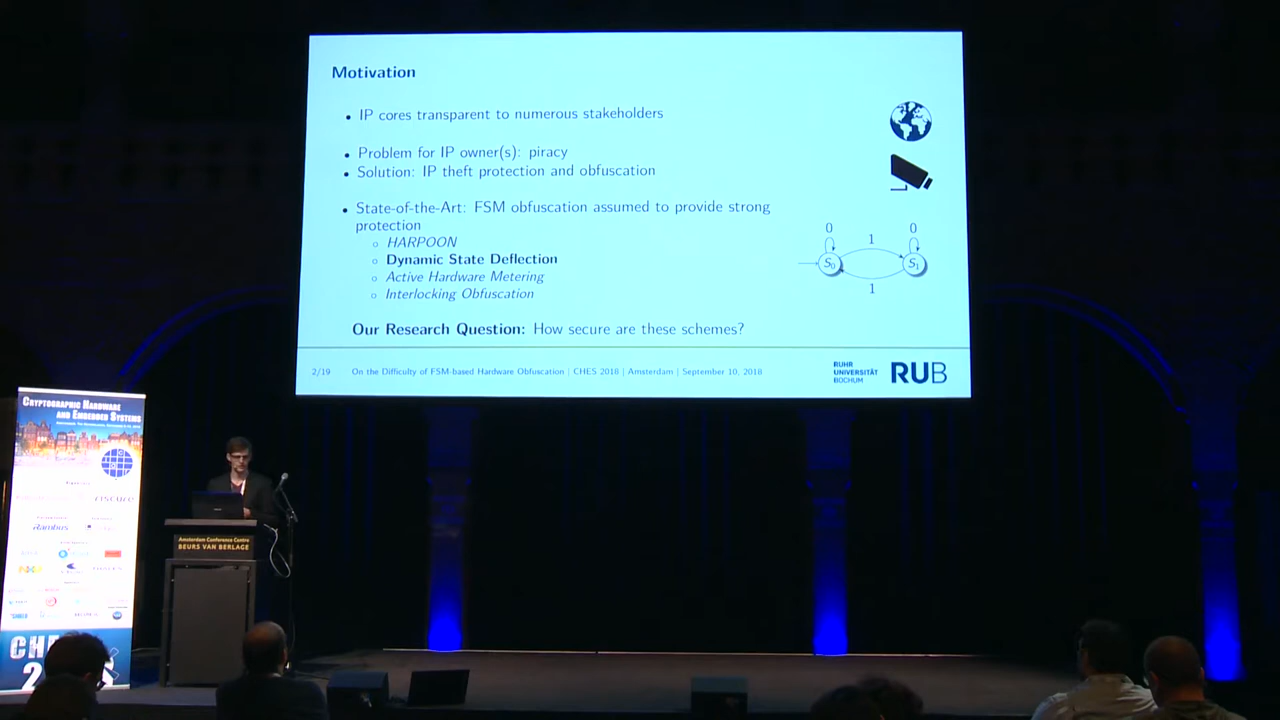 Motivation
• IP cores transparent to numerous stakeholders
• Problem for IP owner(s): piracy
• Solution: IP theft protection and obfuscation
• State-of-the-Art: FSM obfuscation assumed to provide strong
protection
○ HARPOON
○ Dynamic State Deflection
○ Active Hardware Metering
○ Interlocking Obfuscation
0 0
1
S0 S1
1
Our Research Question: How secure are these schemes?
2/19 On the Difficulty of FSM-based Hardware Obfuscation | CHES 2018 | Amsterdam | September 10, 2018
RUHR
UNIVERSITÄT
BOCHUM
RUB
Cryptographic Hardware
and Embedded Systems
riscure
Rambus
Amsterdam Conference Centre
BEURS VAN BERLAGE